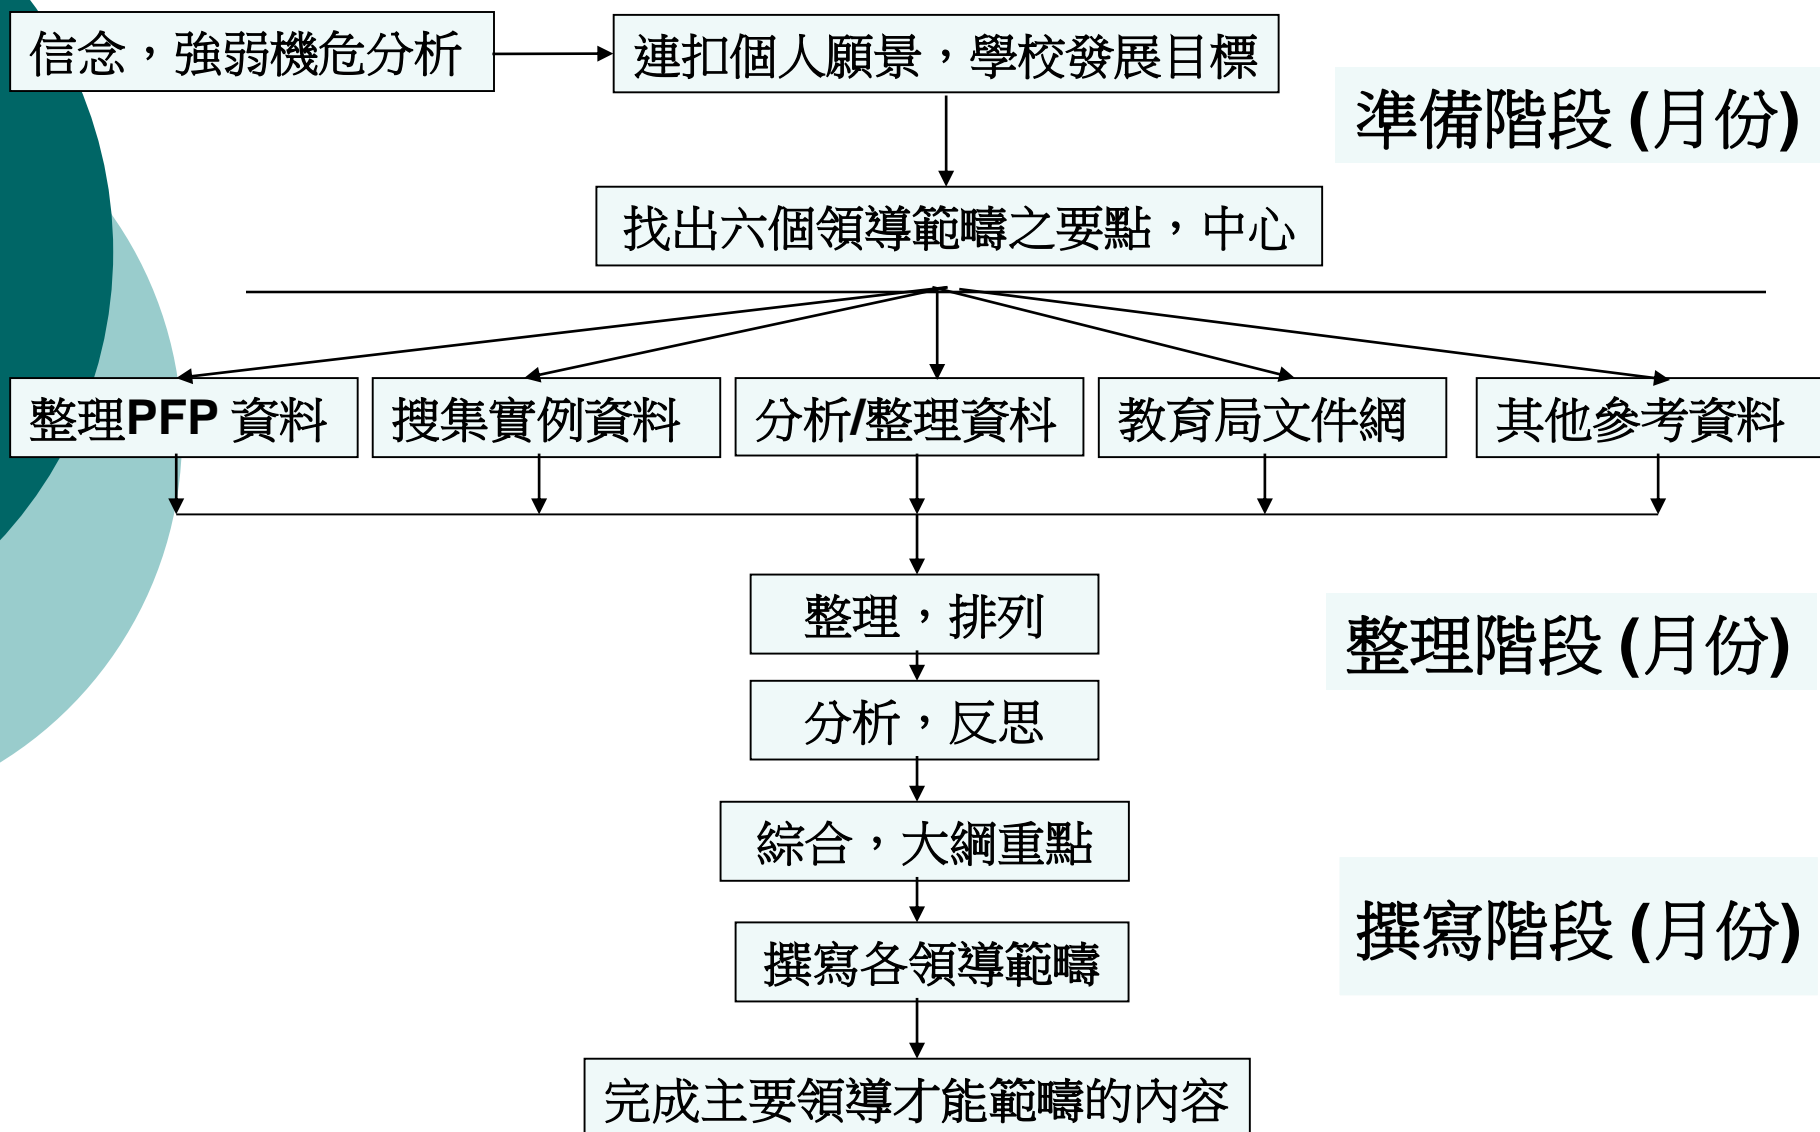 信念，強弱機危分析
連扣個人願景，學校發展目標
準備階段 (月份)
找出六個領導範疇之要點，中心
整理PFP 資料
搜集實例資料
分析/整理資料
教育局文件網
其他參考資料
整理，排列
整理階段 (月份)
分析，反思
綜合，大綱重點
撰寫階段 (月份)
撰寫各領導範疇
完成主要領導才能範疇的內容